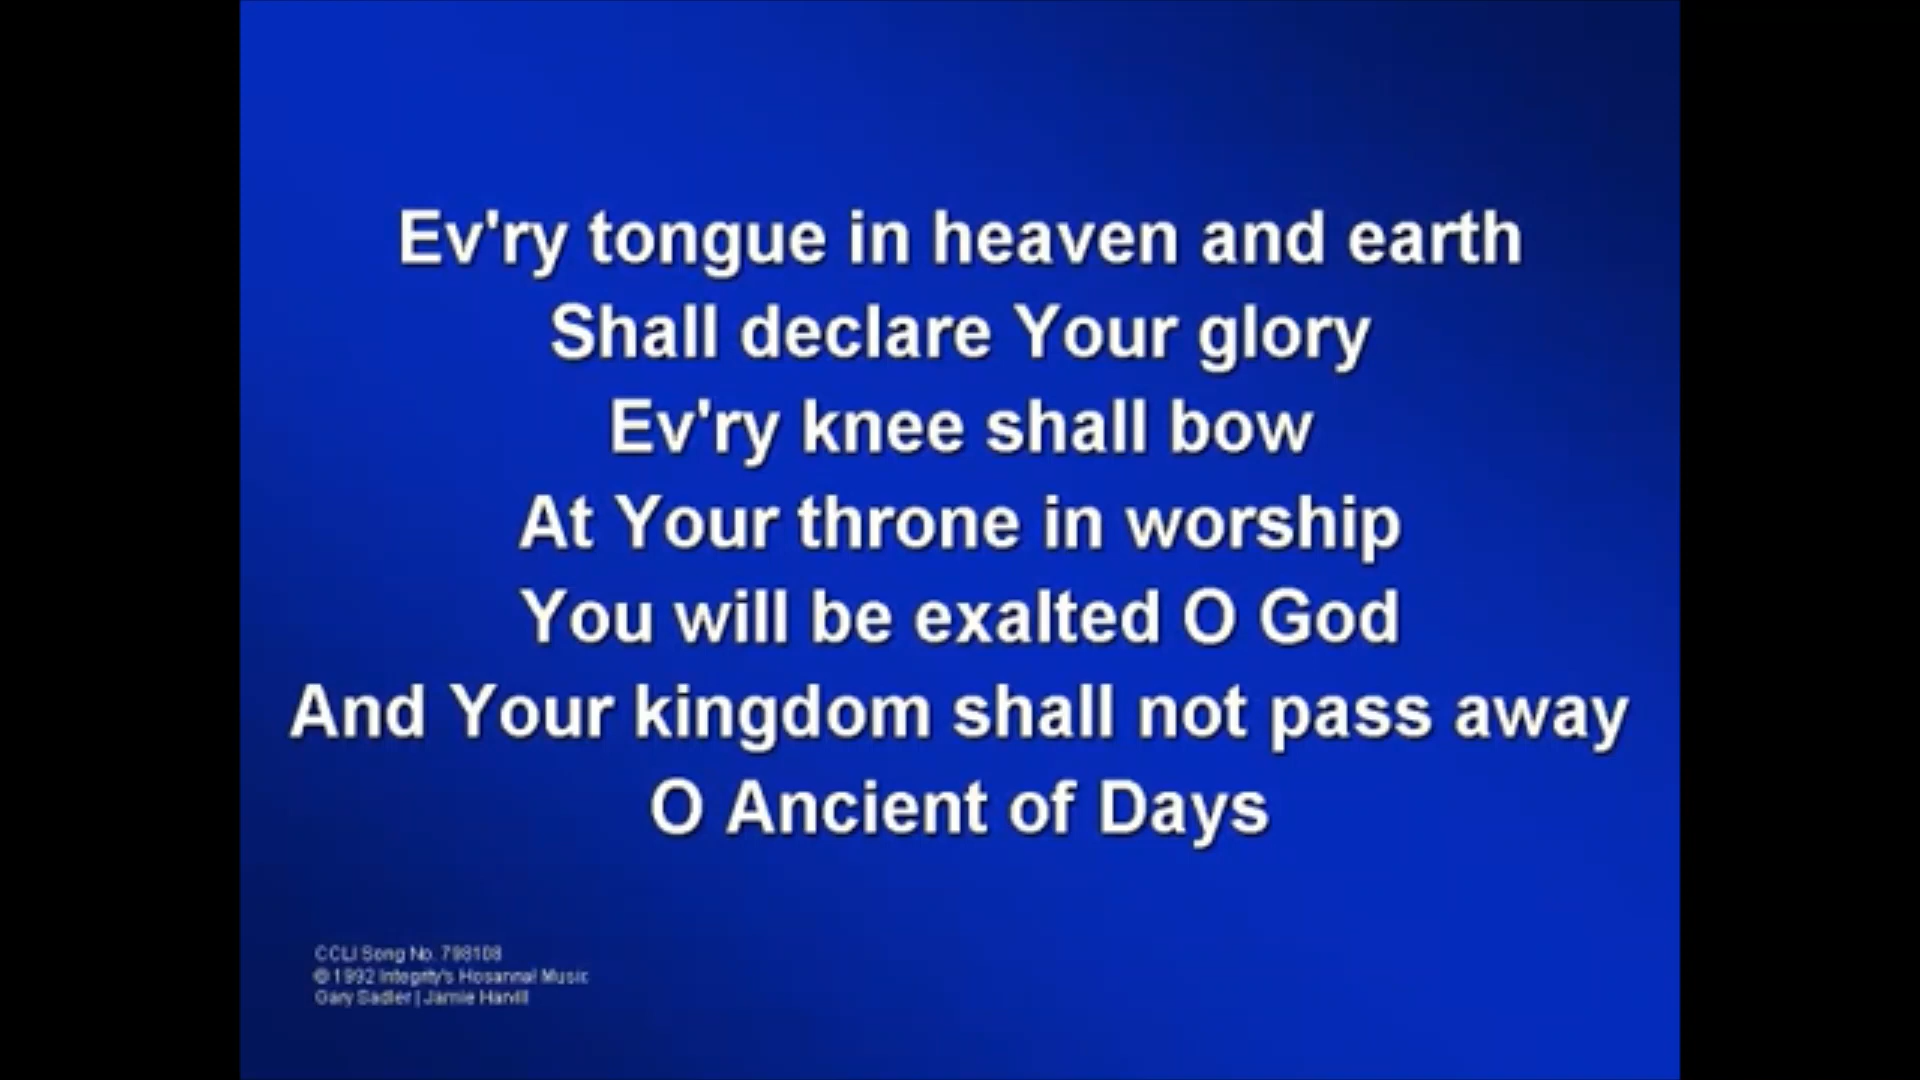 Ev'ry tongue in heaven and earth
Shall declare Your glory
Ev'ry knee shall bow
At Your throne in worship
You will be exalted O God
And Your kingdom shall not pass away
O Ancient of Days
CCLI Song No. 798108
© 1992 Integrity's Hosanna! Music
Gary Sadler | Jamie Harvill